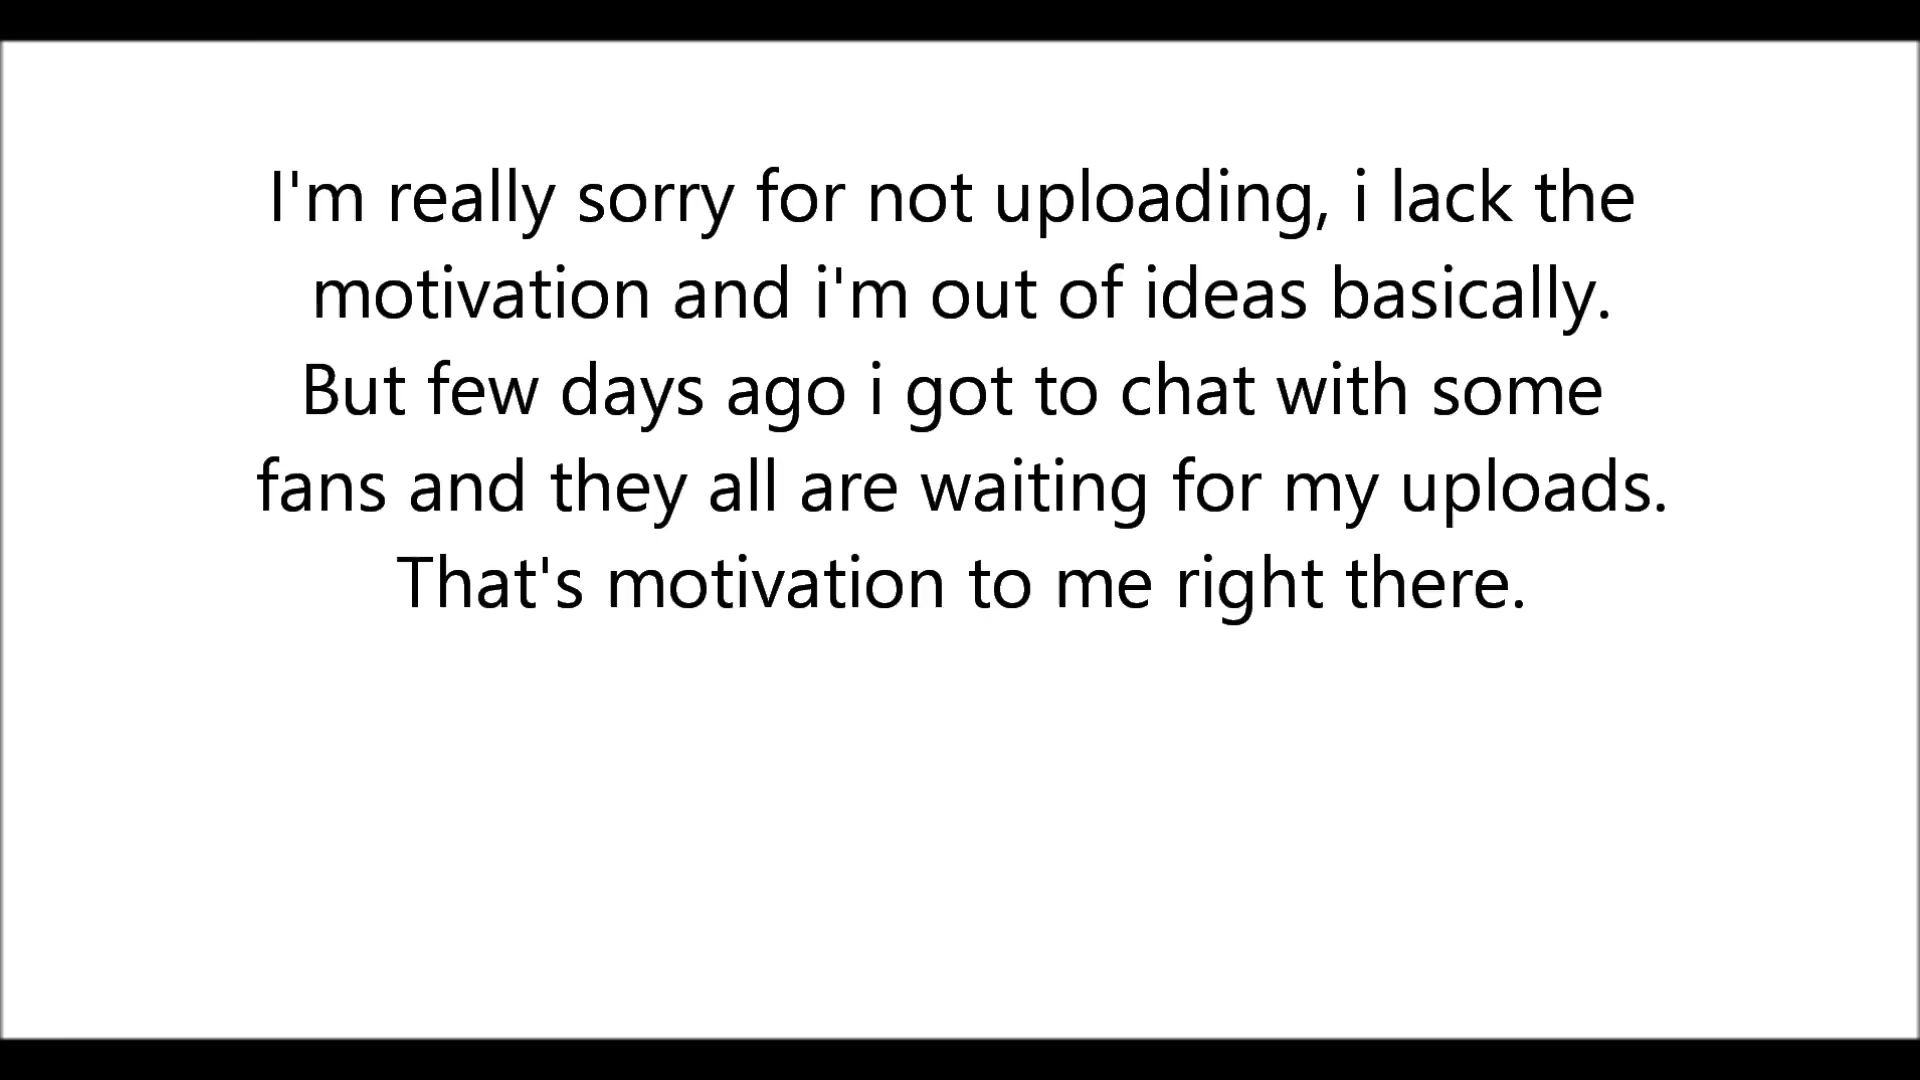 I'm really sorry for not uploading, i lack the
motivation and i'm out of ideas basically.
But few days ago i got to chat with some
fans and they all are waiting for my uploads.
That's motivation to me right there.